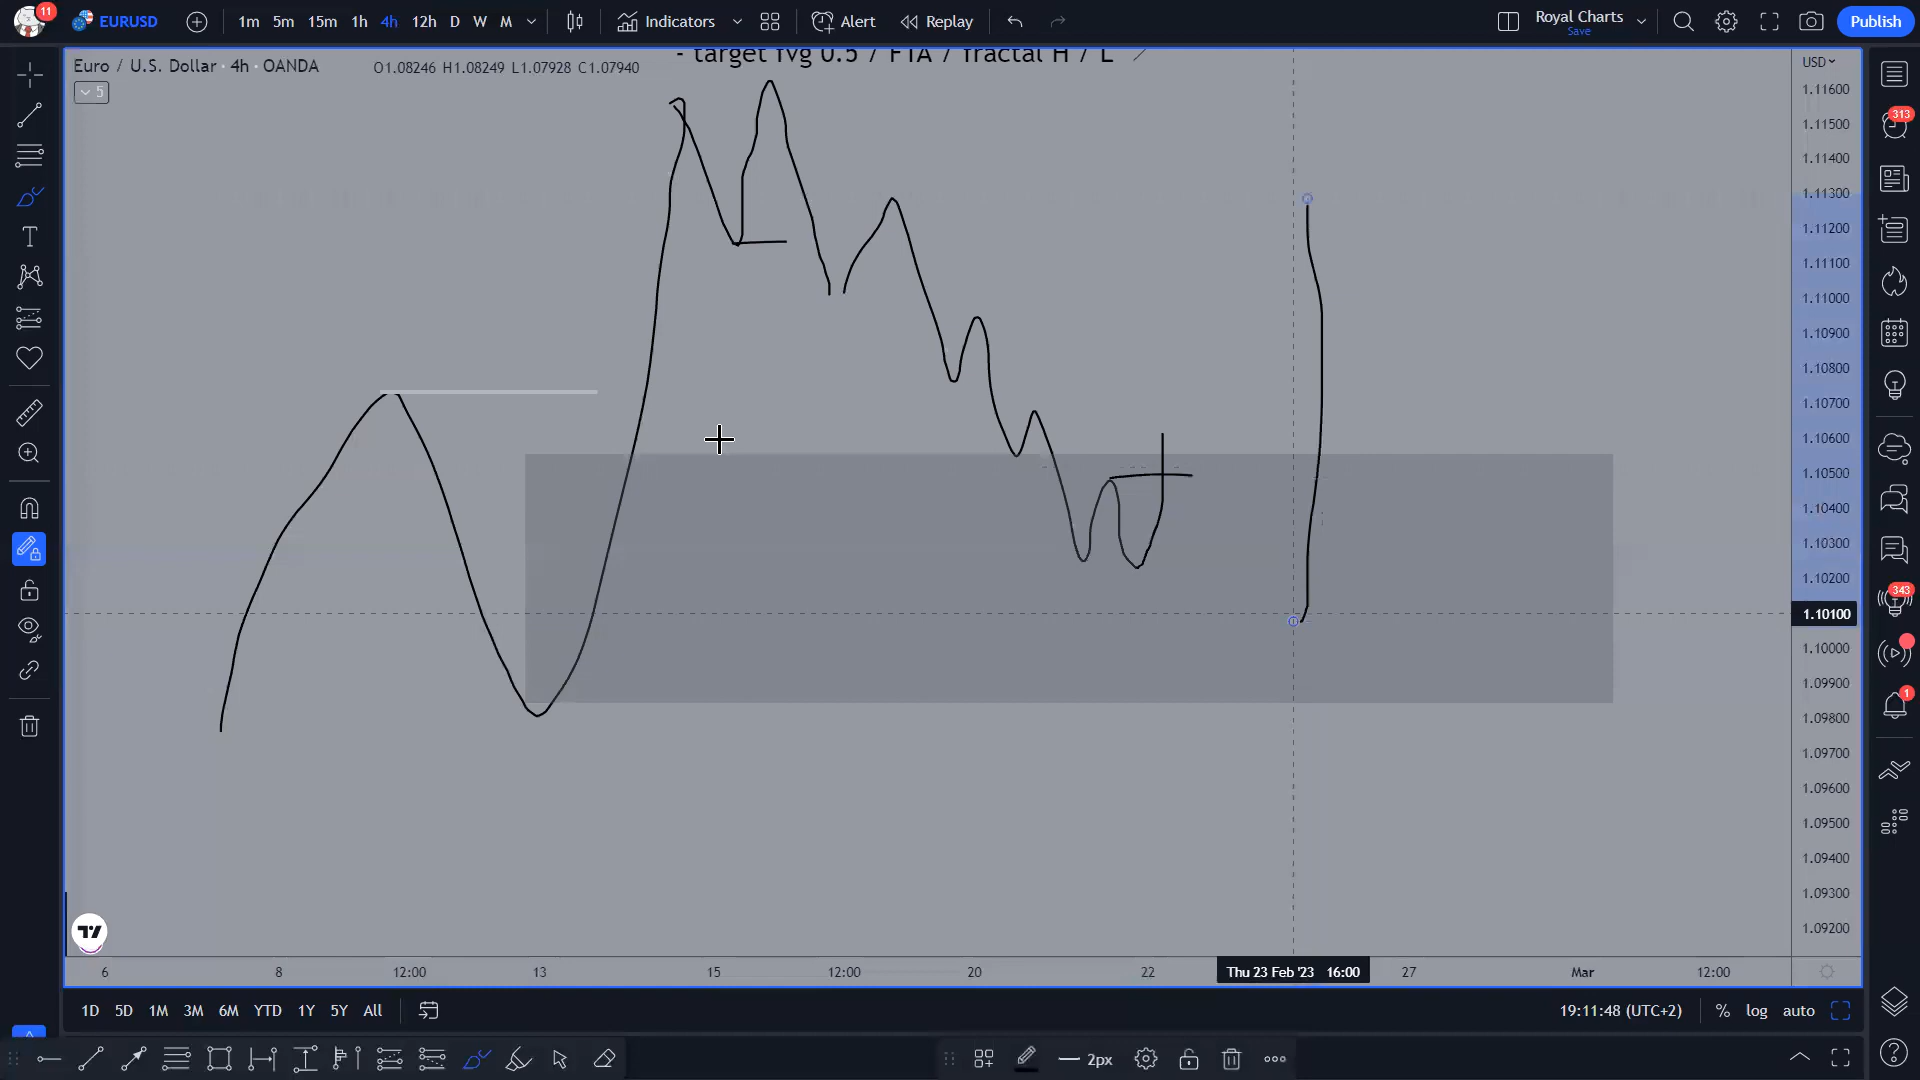 11
EURUSD
1m 5m 15m 1h 4h 12h D W M
Indicators
Alert
Replay
Royal Charts
Save
Publish
- target fvg 0.5 / FTA / fractal H / L
Euro / U.S. Dollar · 4h · OANDA
O1.08246 H1.08249 L1.07928 C1.07940
5
USD
1.11600
1.11500
1.11400
1.11300
1.11200
1.11100
1.11000
1.10900
1.10800
1.10700
1.10600
1.10500
1.10400
1.10300
1.10200
1.10100
1.10000
1.09900
1.09800
1.09700
1.09600
1.09500
1.09400
1.09300
1.09200
313
343
1
6 8 12:00 13 15 12:00 20 22 Thu 23 Feb '23 16:00 27 Mar 12:00
1D 5D 1M 3M 6M YTD 1Y 5Y All
19:11:48 (UTC+2) % log auto
2px